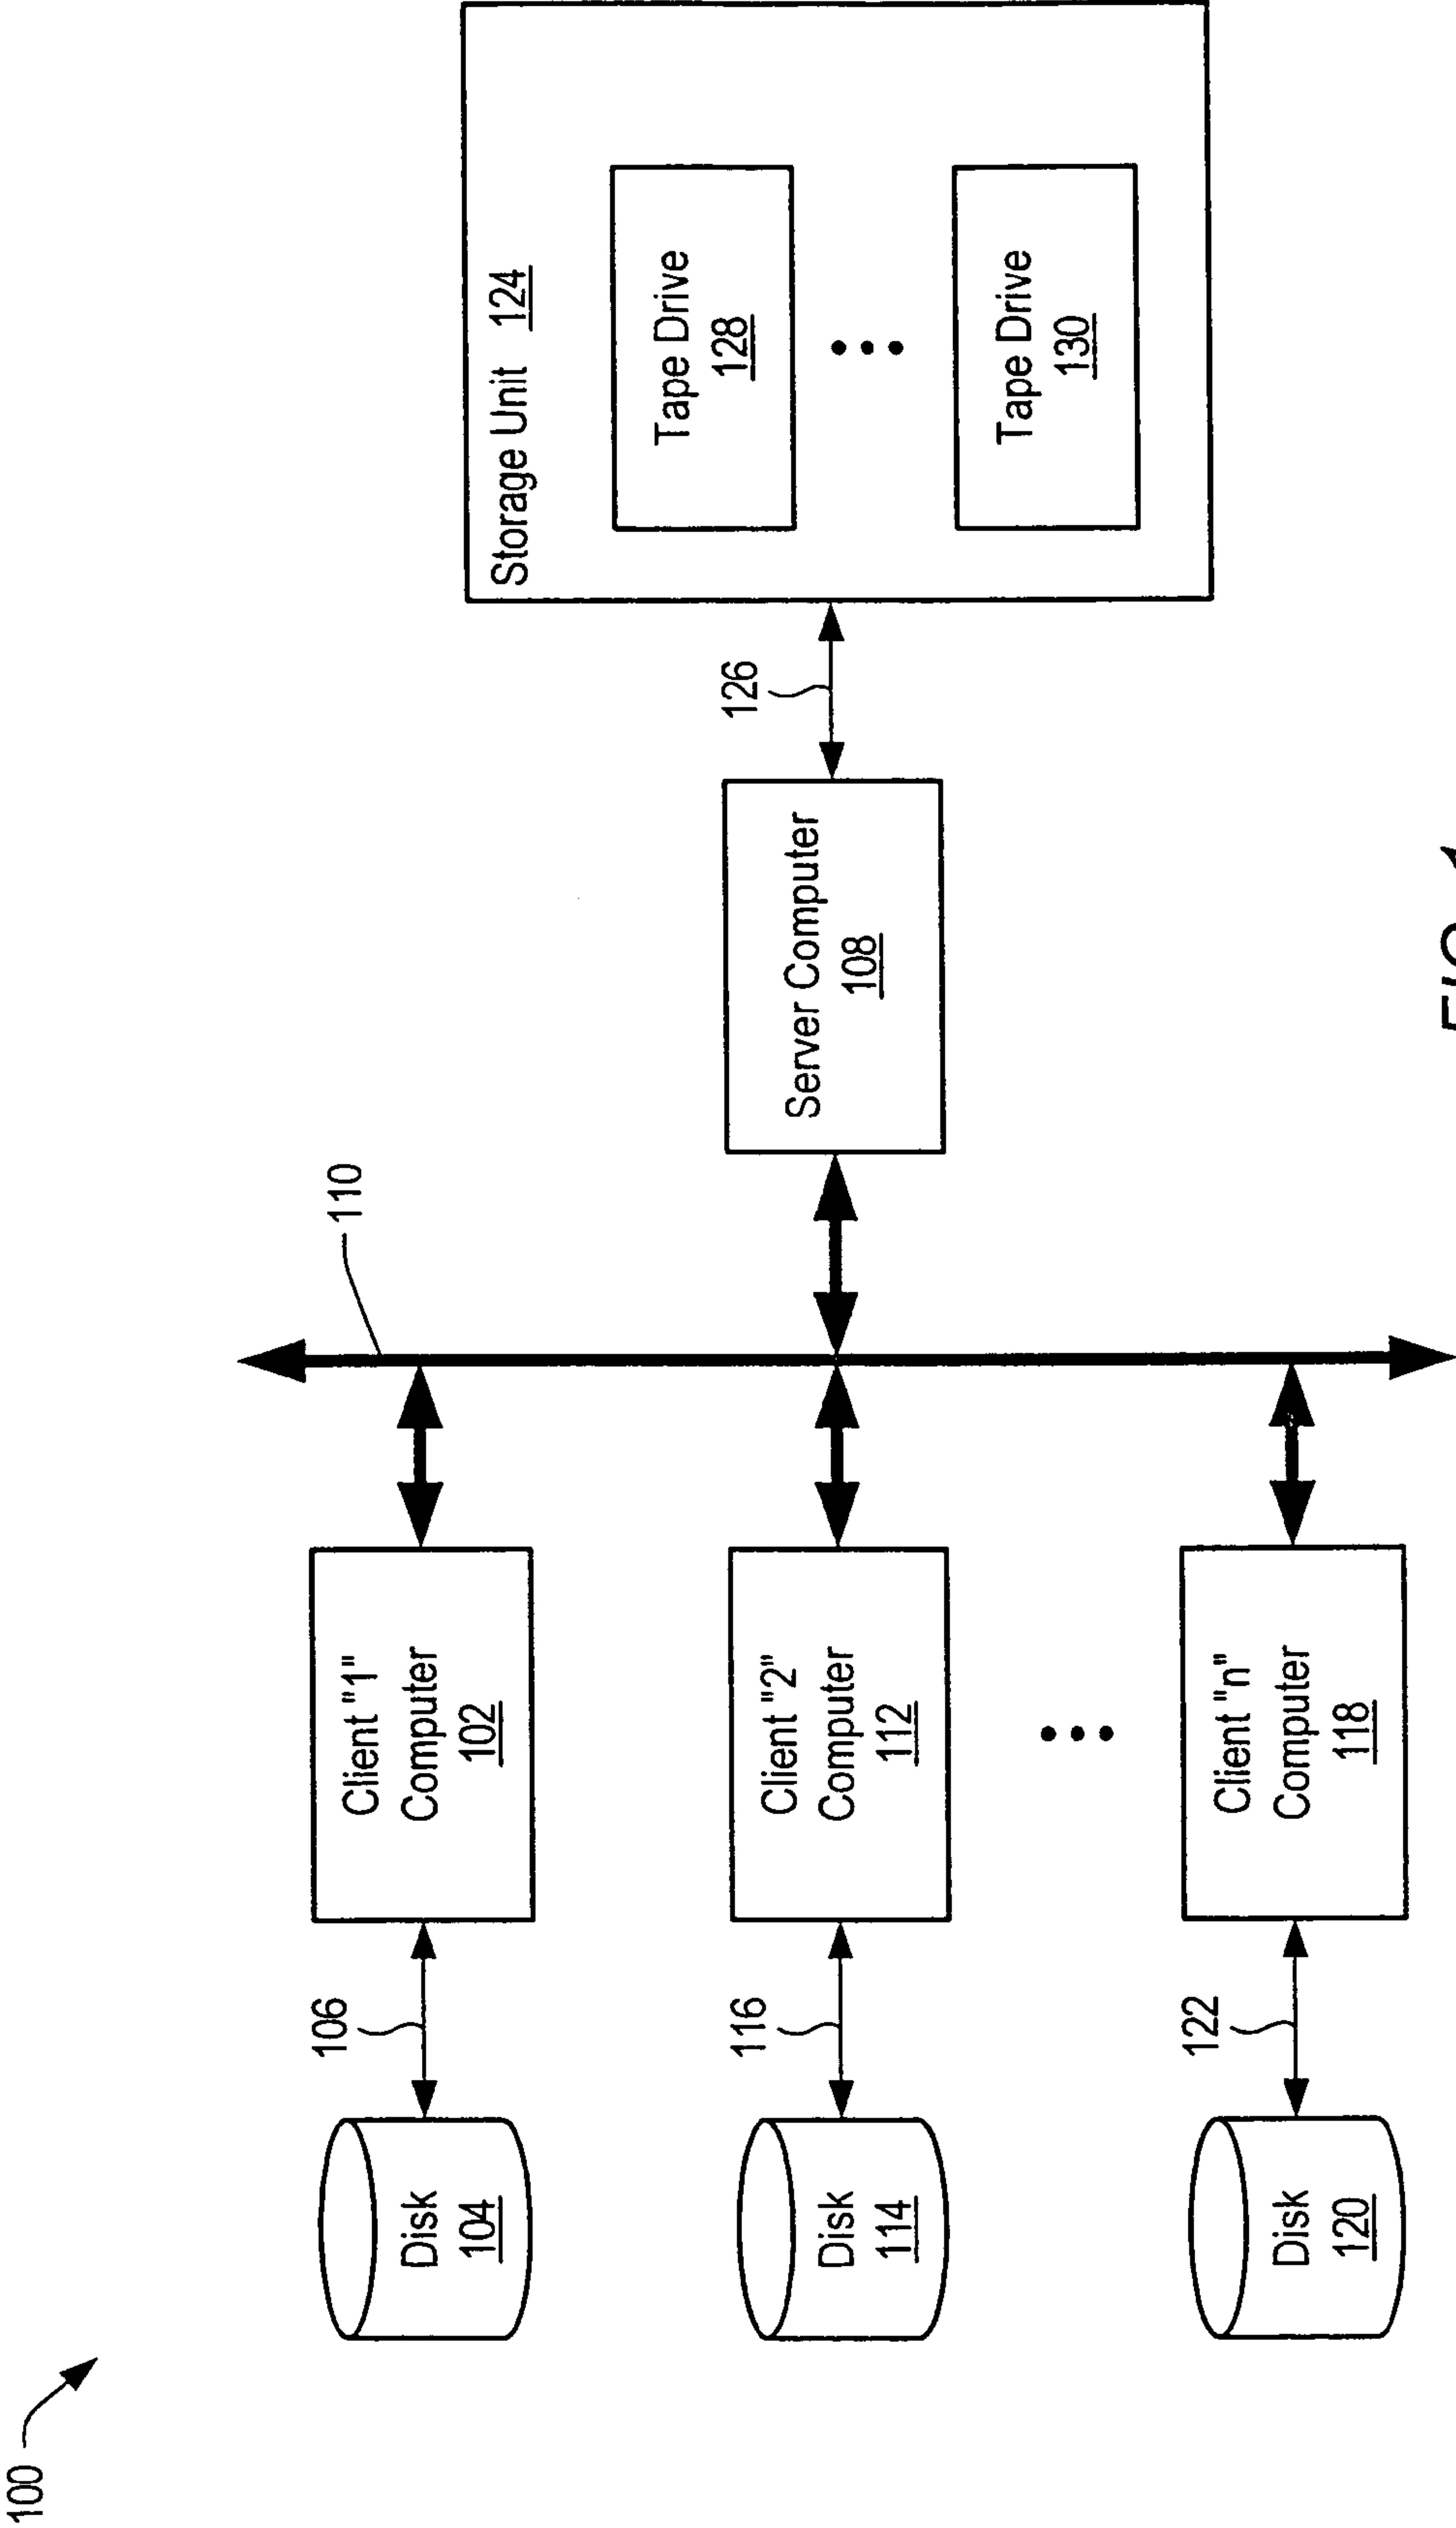 100
110
Disk
104
106
Client "1"
Computer
102
Disk
114
116
Client "2"
Computer
112
Server Computer
108
126
Storage Unit 124
Tape Drive
128
Tape Drive
130
Disk
120
122
Client "n"
Computer
118